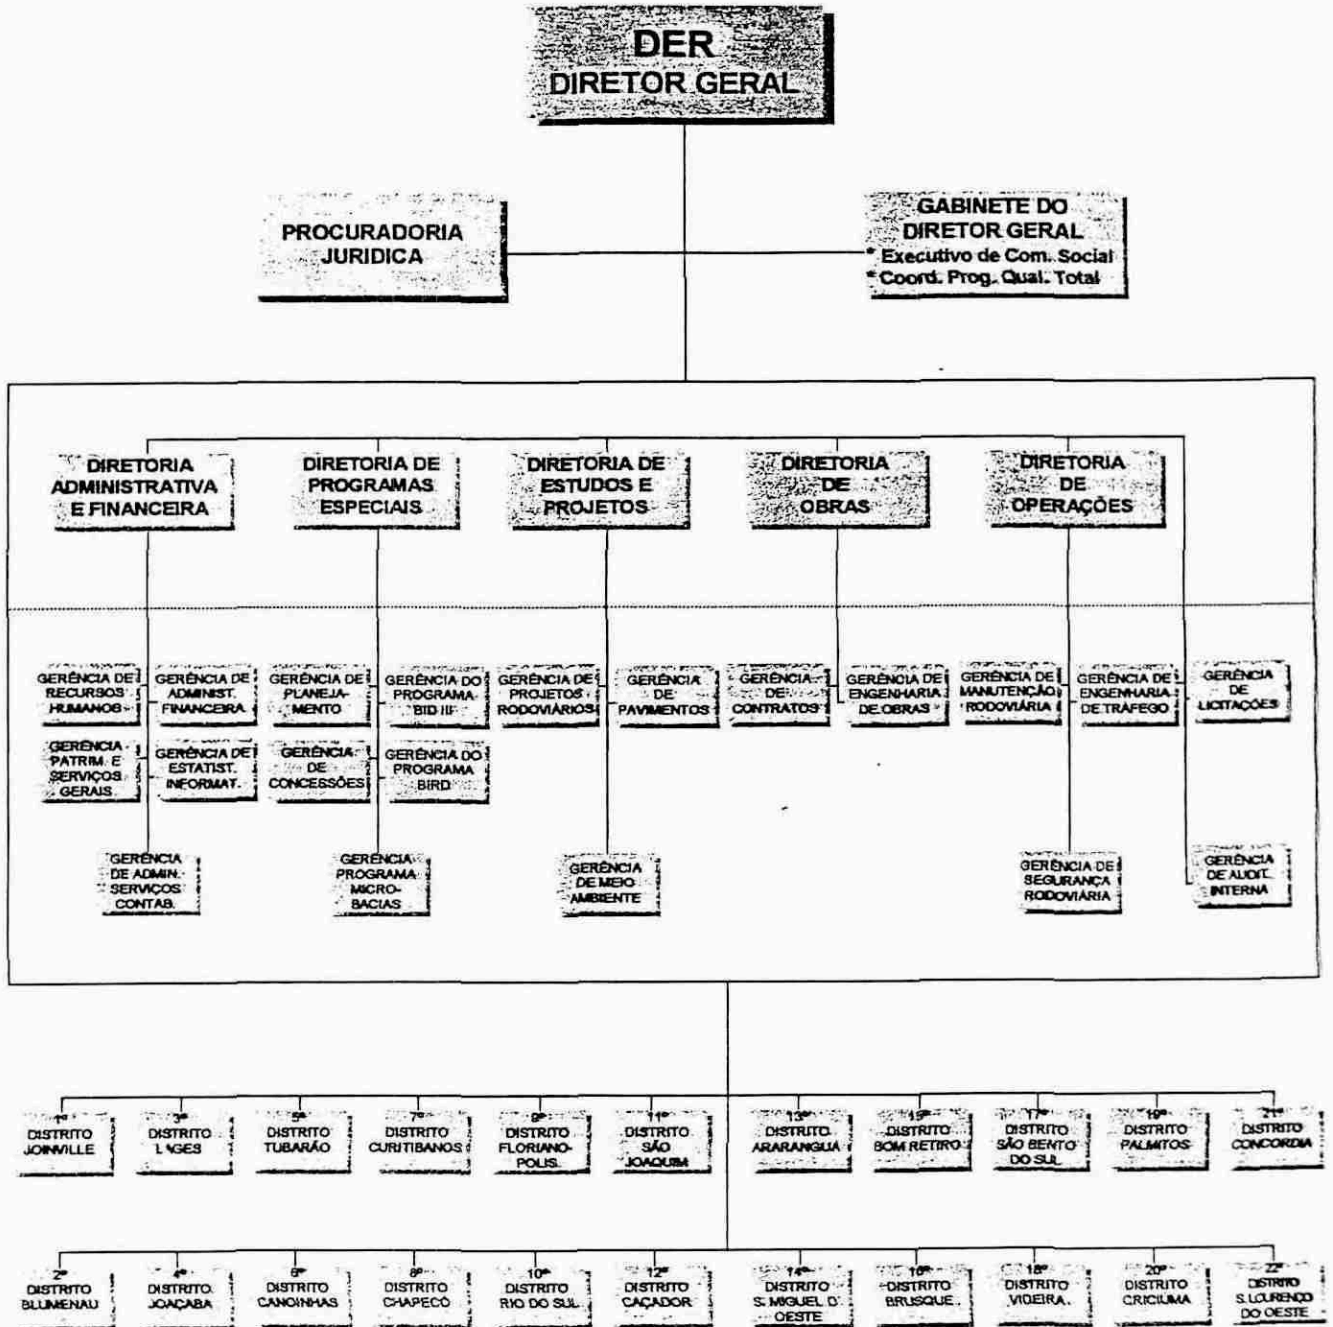 DER
DIRETOR GERAL
PROCURADORIA
JURIDICA
GABINETE DO
DIRETOR GERAL
* Executivo de Com. Social
* Coord. Prog. Qual. Total
DIRETORIA
ADMINISTRATIVA
E FINANCEIRA
DIRETORIA DE
PROGRAMAS
ESPECIAIS
DIRETORIA DE
ESTUDOS E
PROJETOS
DIRETORIA
DE
OBRAS
DIRETORIA
DE
OPERAÇÕES
GERÊNCIA DE
RECURSOS
HUMANOS
GERÊNCIA DE
ADMINIST.
FINANCEIRA
GERÊNCIA DE
PLANEJA-
MENTO
GERÊNCIA DO
PROGRAMA
BID III
GERÊNCIA DE
PROJETOS
RODOVIÁRIOS
GERÊNCIA
DE
PAVIMENTOS
GERÊNCIA
DE
CONTRATOS
GERÊNCIA DE
ENGENHARIA
DE OBRAS
GERÊNCIA DE
MANUTENÇÃO
RODOVIÁRIA
GERÊNCIA DE
ENGENHARIA
DE TRÁFEGO
GERÊNCIA
DE
LICITAÇÕES
GERÊNCIA
PATRIM. E
SERVIÇOS
GERAIS
GERÊNCIA DE
ESTATIST.
INFORMAT.
GERÊNCIA
DE
CONCESSÕES
GERÊNCIA DO
PROGRAMA
BIRD
GERÊNCIA
DE ADMIN.
SERVIÇOS
CONTAB.
GERÊNCIA
PROGRAMA
MICRO-
BACIAS
GERÊNCIA
DE MEIO
AMBIENTE
GERÊNCIA DE
SEGURANÇA
RODOVIÁRIA
GERÊNCIA
DE AUDIT.
INTERNA
1º
DISTRITO
JOINVILLE
3º
DISTRITO
LAGES
5º
DISTRITO
TUBARÃO
7º
DISTRITO
CURITIBANOS
9º
DISTRITO
FLORIANO-
POLIS
11º
DISTRITO
SÃO
JOAQUIM
13º
DISTRITO
ARARANGUA
15º
DISTRITO
BOM RETIRO
17º
DISTRITO
SÃO BENTO
DO SUL
19º
DISTRITO
PALMITOS
21º
DISTRITO
CONCORDIA
2º
DISTRITO
BLUMENAU
4º
DISTRITO
JOAÇABA
6º
DISTRITO
CANOINHAS
8º
DISTRITO
CHAPECÓ
10º
DISTRITO
RIO DO SUL
12º
DISTRITO
CAÇADOR
14º
DISTRITO
S. MIGUEL D'
OESTE
16º
DISTRITO
BRUSQUE
18º
DISTRITO
VIDEIRA
20º
DISTRITO
CRICIUMA
22º
DISTRITO
S. LOURENÇO
DO OESTE